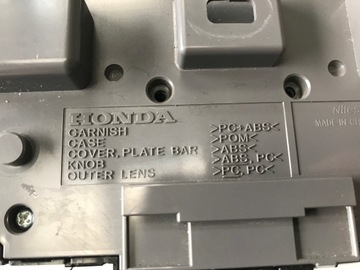 HONDA
GARNISH >PC+ABS<
CASE >POM<
COVER, PLATE BAR >ABS<
KNOB >ABS, PC<
OUTER LENS >PC, PC<
MADE IN